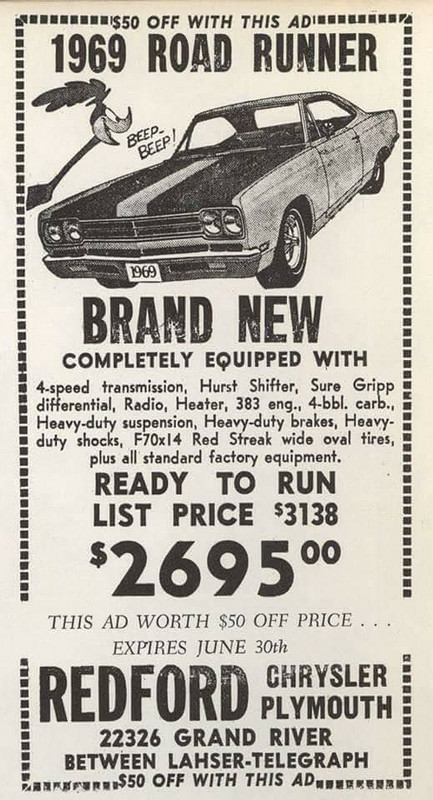 $50 OFF WITH THIS AD
1969 ROAD RUNNER
BEEP-
BEEP!
1969
BRAND NEW
COMPLETELY EQUIPPED WITH
4-speed transmission, Hurst Shifter, Sure Gripp
differential, Radio, Heater, 383 eng., 4-bbl. carb.,
Heavy-duty suspension, Heavy-duty brakes, Heavy-
duty shocks, F70x14 Red Streak wide oval tires,
plus all standard factory equipment.
READY TO RUN
LIST PRICE $3138
$2695.00
THIS AD WORTH $50 OFF PRICE . . .
EXPIRES JUNE 30th
REDFORD CHRYSLER
PLYMOUTH
22326 GRAND RIVER
BETWEEN LAHSER-TELEGRAPH
$50 OFF WITH THIS AD